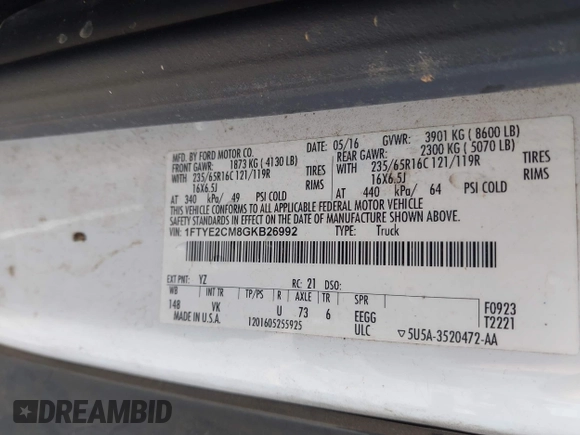 MFD. BY FORD MOTOR CO.
05/16 GVWR: 3901 KG ( 8600 LB)
FRONT GAWR: 1873 KG ( 4130 LB)
REAR GAWR: 2300 KG ( 5070 LB)
WITH 235/65R16C 121/119R TIRES
WITH 235/65R16C 121/119R TIRES
16X6.5J RIMS
16X6.5J RIMS
AT 340 kPa/ 49 PSI COLD
AT 440 kPa/ 64 PSI COLD
THIS VEHICLE CONFORMS TO ALL APPLICABLE FEDERAL MOTOR VEHICLE
SAFETY STANDARDS IN EFFECT ON THE DATE OF MANUFACTURE SHOWN ABOVE.
VIN: 1FTYE2CM8GKB26992 TYPE: Truck
EXT PNT: YZ RC: 21 DSO:
WB INT TR TP/PS R AXLE TR SPR
148 VK U 73 6 EEGG
ULC
F0923
T2221
MADE IN U.S.A. 1201605255925
▽5U5A-3520472-AA
DREAMBID